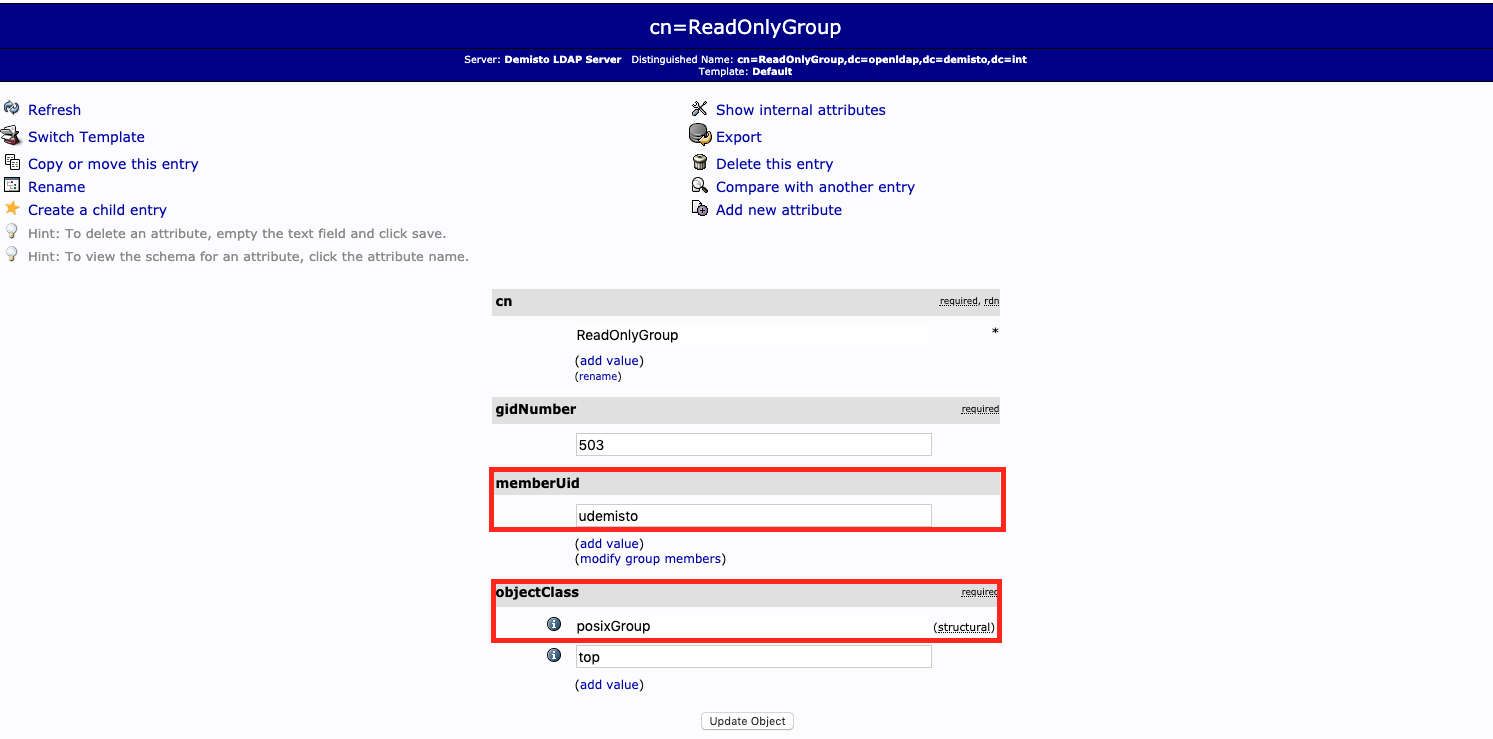 cn=ReadOnlyGroup
Server: Demisto LDAP Server Distinguished Name: cn=ReadOnlyGroup,dc=openldap,dc=demisto,dc=int
Template: Default
Refresh
Show internal attributes
Switch Template
Export
Copy or move this entry
Delete this entry
Rename
Compare with another entry
Create a child entry
Add new attribute
Hint: To delete an attribute, empty the text field and click save.
Hint: To view the schema for an attribute, click the attribute name.
cn required, rdn
ReadOnlyGroup *
(add value)
(rename)
gidNumber required
503
memberUid
udemisto
(add value)
(modify group members)
objectClass required
posixGroup (structural)
top
(add value)
Update Object